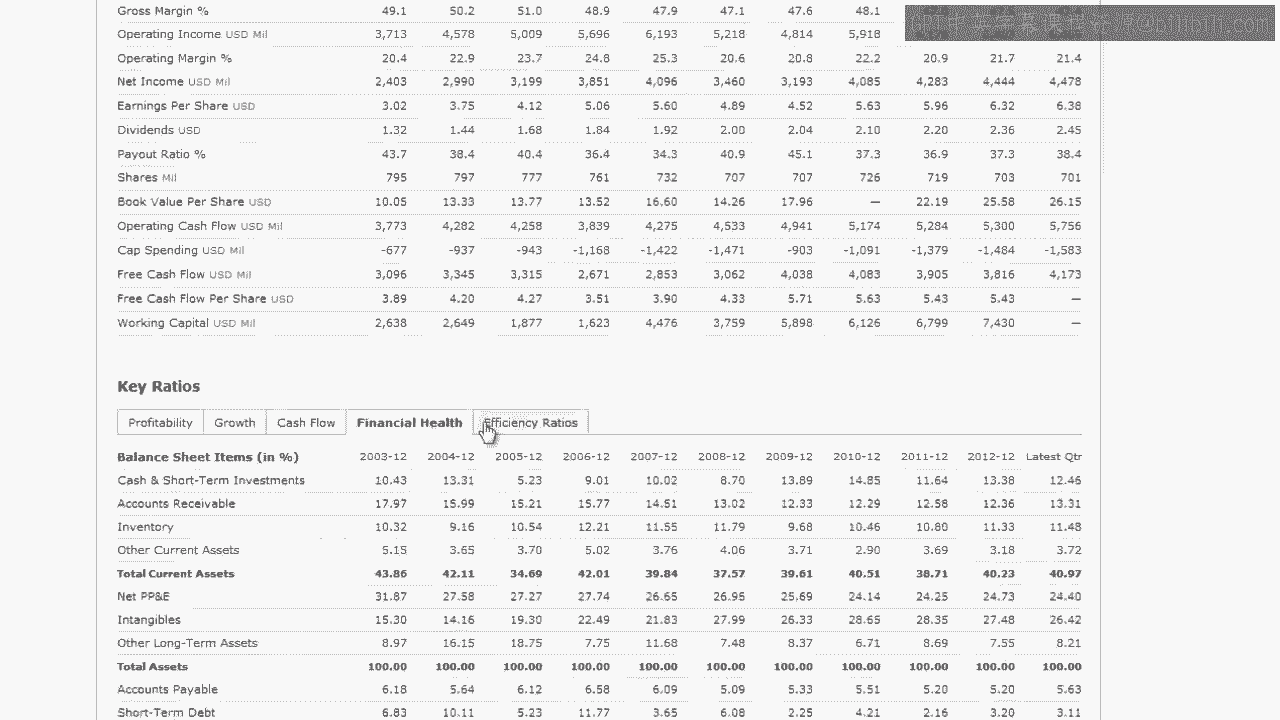 Gross Margin % 49.1 50.2 51.0 48.9 47.9 47.1 47.6 48.1
Operating Income USD Mil 3,713 4,578 5,009 5,696 6,193 5,218 4,814 5,918
Operating Margin % 20.4 22.9 23.7 24.8 25.3 20.6 20.8 22.2 20.9 21.7 21.4
Net Income USD Mil 2,403 2,990 3,199 3,851 4,096 3,460 3,193 4,085 4,283 4,444 4,478
Earnings Per Share USD 3.02 3.75 4.12 5.06 5.60 4.89 4.52 5.63 5.96 6.32 6.38
Dividends USD 1.32 1.44 1.68 1.84 1.92 2.00 2.04 2.10 2.20 2.36 2.45
Payout Ratio % 43.7 38.4 40.4 36.4 34.3 40.9 45.1 37.3 36.9 37.3 38.4
Shares Mil 795 797 777 761 732 707 707 726 719 703 701
Book Value Per Share USD 10.05 13.33 13.77 13.52 16.60 14.26 17.96 — 22.19 25.58 26.15
Operating Cash Flow USD Mil 3,773 4,282 4,258 3,839 4,275 4,533 4,941 5,174 5,284 5,300 5,756
Cap Spending USD Mil -677 -937 -943 -1,168 -1,422 -1,471 -903 -1,091 -1,379 -1,484 -1,583
Free Cash Flow USD Mil 3,096 3,345 3,315 2,671 2,853 3,062 4,038 4,083 3,905 3,816 4,173
Free Cash Flow Per Share USD 3.89 4.20 4.27 3.51 3.90 4.33 5.71 5.63 5.43 5.43 —
Working Capital USD Mil 2,638 2,649 1,877 1,623 4,476 3,759 5,898 6,126 6,799 7,430 —
Key Ratios
Profitability Growth Cash Flow Financial Health Efficiency Ratios
Balance Sheet Items (in %) 2003-12 2004-12 2005-12 2006-12 2007-12 2008-12 2009-12 2010-12 2011-12 2012-12 Latest Qtr
Cash & Short-Term Investments 10.43 13.31 5.23 9.01 10.02 8.70 13.89 14.85 11.64 13.38 12.46
Accounts Receivable 17.97 15.99 15.21 15.77 14.51 13.02 12.33 12.29 12.58 12.36 13.31
Inventory 10.32 9.16 10.54 12.21 11.55 11.79 9.68 10.46 10.80 11.33 11.48
Other Current Assets 5.15 3.65 3.70 5.02 3.76 4.06 3.71 2.90 3.69 3.18 3.72
Total Current Assets 43.86 42.11 34.69 42.01 39.84 37.57 39.61 40.51 38.71 40.23 40.97
Net PP&E 31.87 27.58 27.27 27.74 26.65 26.95 25.69 24.14 24.25 24.73 24.40
Intangibles 15.30 14.16 19.30 22.49 21.83 27.99 26.33 28.65 28.35 27.48 26.42
Other Long-Term Assets 8.97 16.15 18.75 7.75 11.68 7.48 8.37 6.71 8.69 7.55 8.21
Total Assets 100.00 100.00 100.00 100.00 100.00 100.00 100.00 100.00 100.00 100.00 100.00
Accounts Payable 6.18 5.64 6.12 6.58 6.09 5.09 5.33 5.51 5.20 5.20 5.63
Short-Term Debt 6.83 10.11 5.23 11.77 3.65 6.08 2.25 4.21 2.16 3.20 3.11